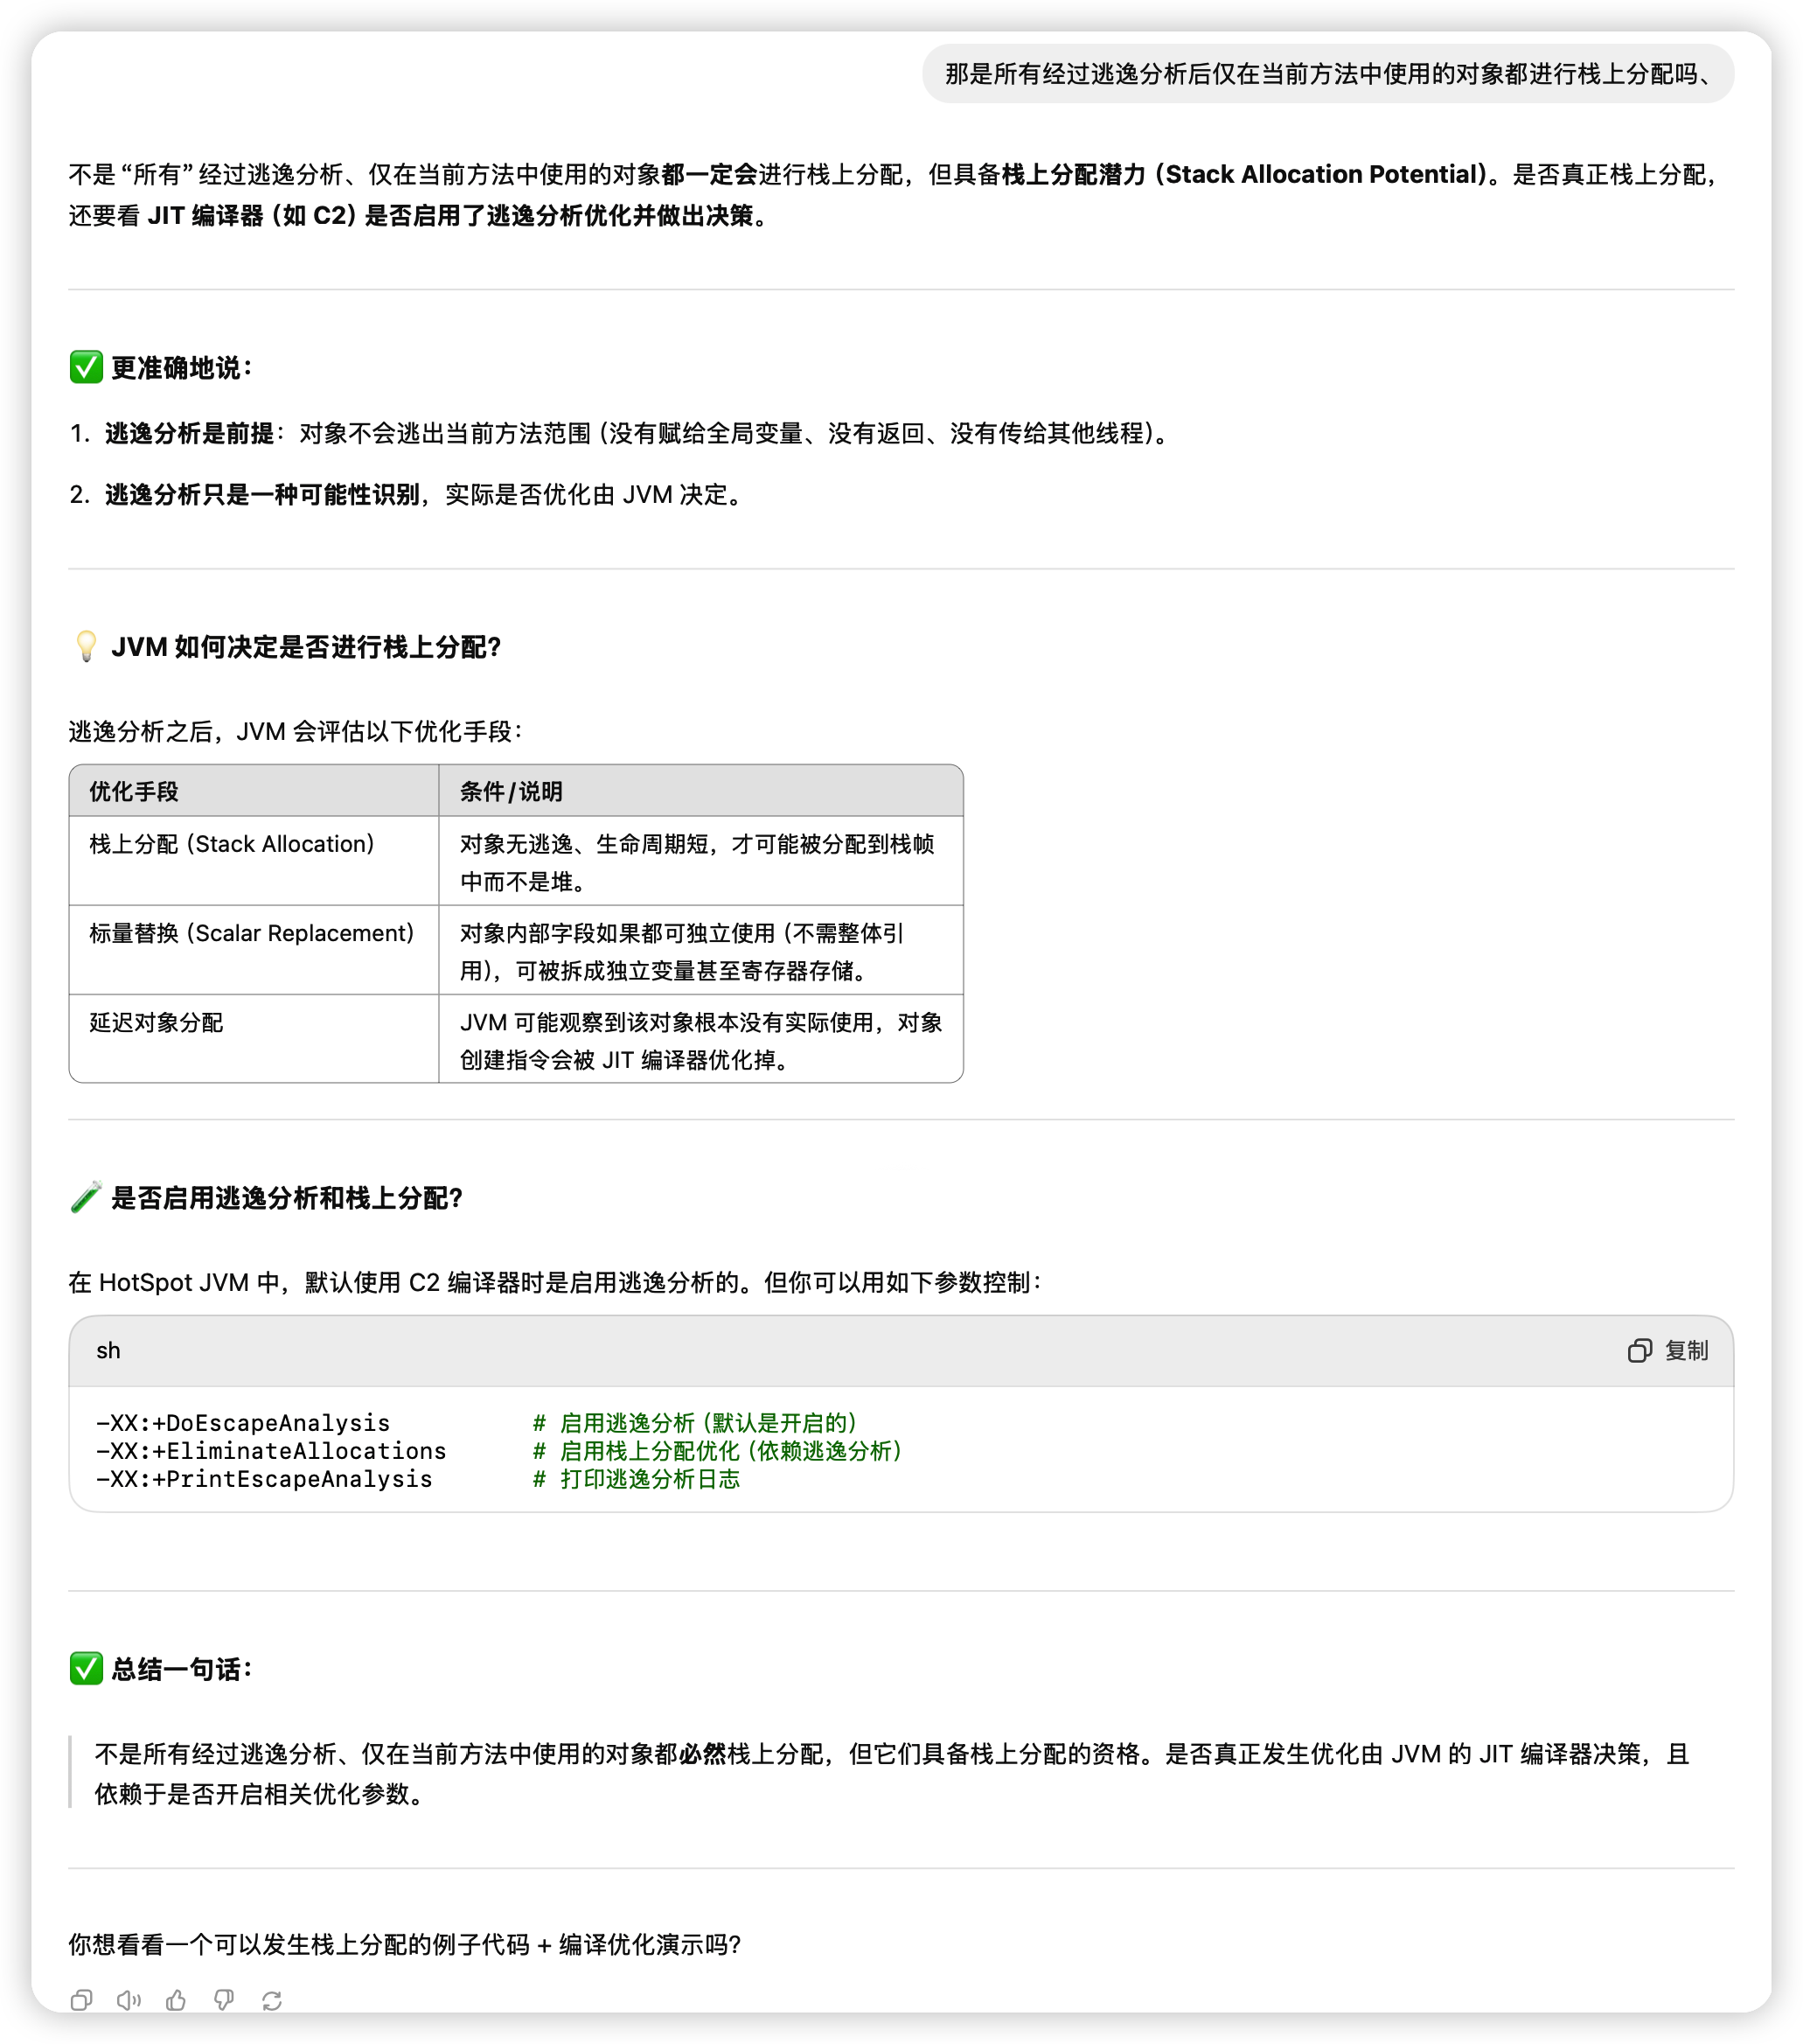 那是所有经过逃逸分析后仅在当前方法中使用的对象都进行栈上分配吗、
不是“所有”经过逃逸分析、仅在当前方法中使用的对象都一定会进行栈上分配，但具备栈上分配潜力（Stack Allocation Potential）。是否真正栈上分配，
还要看 JIT 编译器（如 C2）是否启用了逃逸分析优化并做出决策。
✅ 更准确地说：
1. 逃逸分析是前提：对象不会逃出当前方法范围（没有赋给全局变量、没有返回、没有传给其他线程）。
2. 逃逸分析只是一种可能性识别，实际是否优化由 JVM 决定。
💡 JVM 如何决定是否进行栈上分配？
逃逸分析之后，JVM 会评估以下优化手段：
优化手段 条件/说明
栈上分配（Stack Allocation） 对象无逃逸、生命周期短，才可能被分配到栈帧
中而不是堆。
标量替换（Scalar Replacement） 对象内部字段如果都可独立使用（不需整体引
用），可被拆成独立变量甚至寄存器存储。
延迟对象分配 JVM 可能观察到该对象根本没有实际使用，对象
创建指令会被 JIT 编译器优化掉。
🧪 是否启用逃逸分析和栈上分配？
在 HotSpot JVM 中，默认使用 C2 编译器时是启用逃逸分析的。但你可以用如下参数控制：
sh 复制
-XX:+DoEscapeAnalysis # 启用逃逸分析（默认是开启的）
-XX:+EliminateAllocations # 启用栈上分配优化（依赖逃逸分析）
-XX:+PrintEscapeAnalysis # 打印逃逸分析日志
✅ 总结一句话：
不是所有经过逃逸分析、仅在当前方法中使用的对象都必然栈上分配，但它们具备栈上分配的资格。是否真正发生优化由 JVM 的 JIT 编译器决策，且
依赖于是否开启相关优化参数。
你想看看一个可以发生栈上分配的例子代码 + 编译优化演示吗？